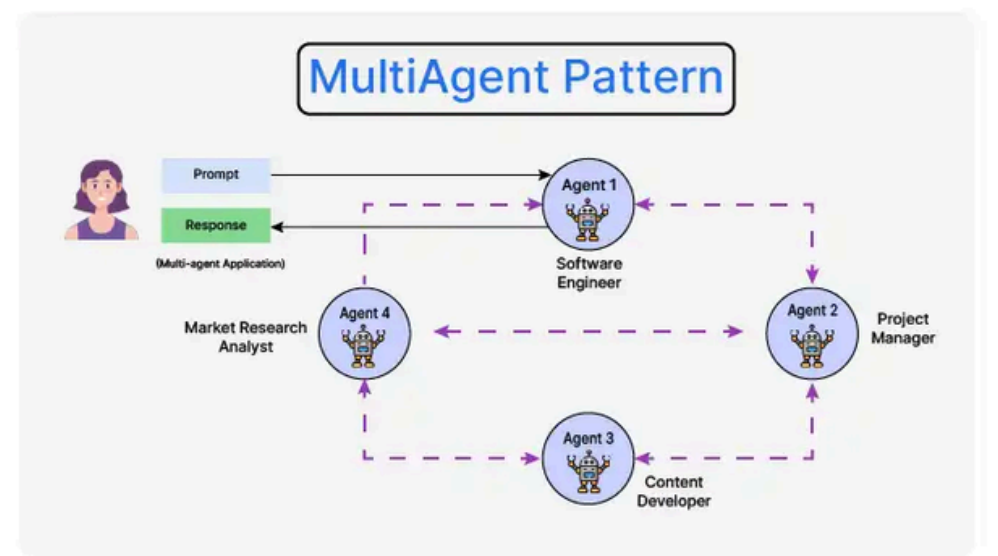 MultiAgent Pattern
Prompt
Agent 1
Response
(Multi-agent Application)
Software
Engineer
Agent 4
Agent 2
Market Research
Analyst
Project
Manager
Agent 3
Content
Developer